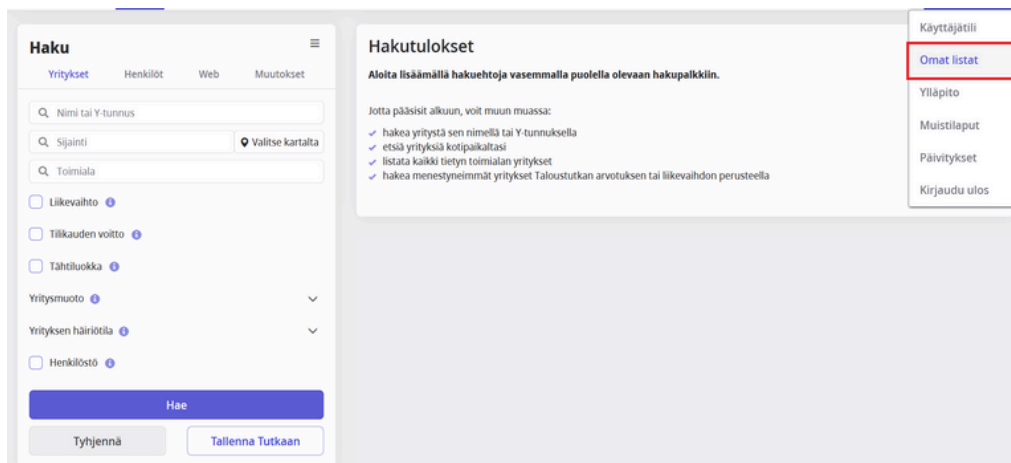 Haku
Yritykset Henkilöt Web Muutokset
Nimi tai Y-tunnus
Sijainti Valitse kartalta
Toimiala
Liikevaihto
Tilikauden voitto
Tähtiluokka
Yritysmuoto
Yrityksen häiriötila
Henkilöstö
Hae
Tyhjennä Tallenna Tutkaan
Hakutulokset
Aloita lisäämällä hakuehtoja vasemmalla puolella olevaan hakupalkkiin.
Jotta pääsisit alkuun, voit muun muassa:
hakea yritystä sen nimellä tai Y-tunnuksella
etsiä yrityksiä kotipaikaltasi
listata kaikki tietyn toimialan yritykset
hakea menestyneimmät yritykset Taloustutkan arvotuksen tai liikevaihdon perusteella
Käyttäjätili
Omat listat
Ylläpito
Muistilaput
Päivitykset
Kirjaudu ulos